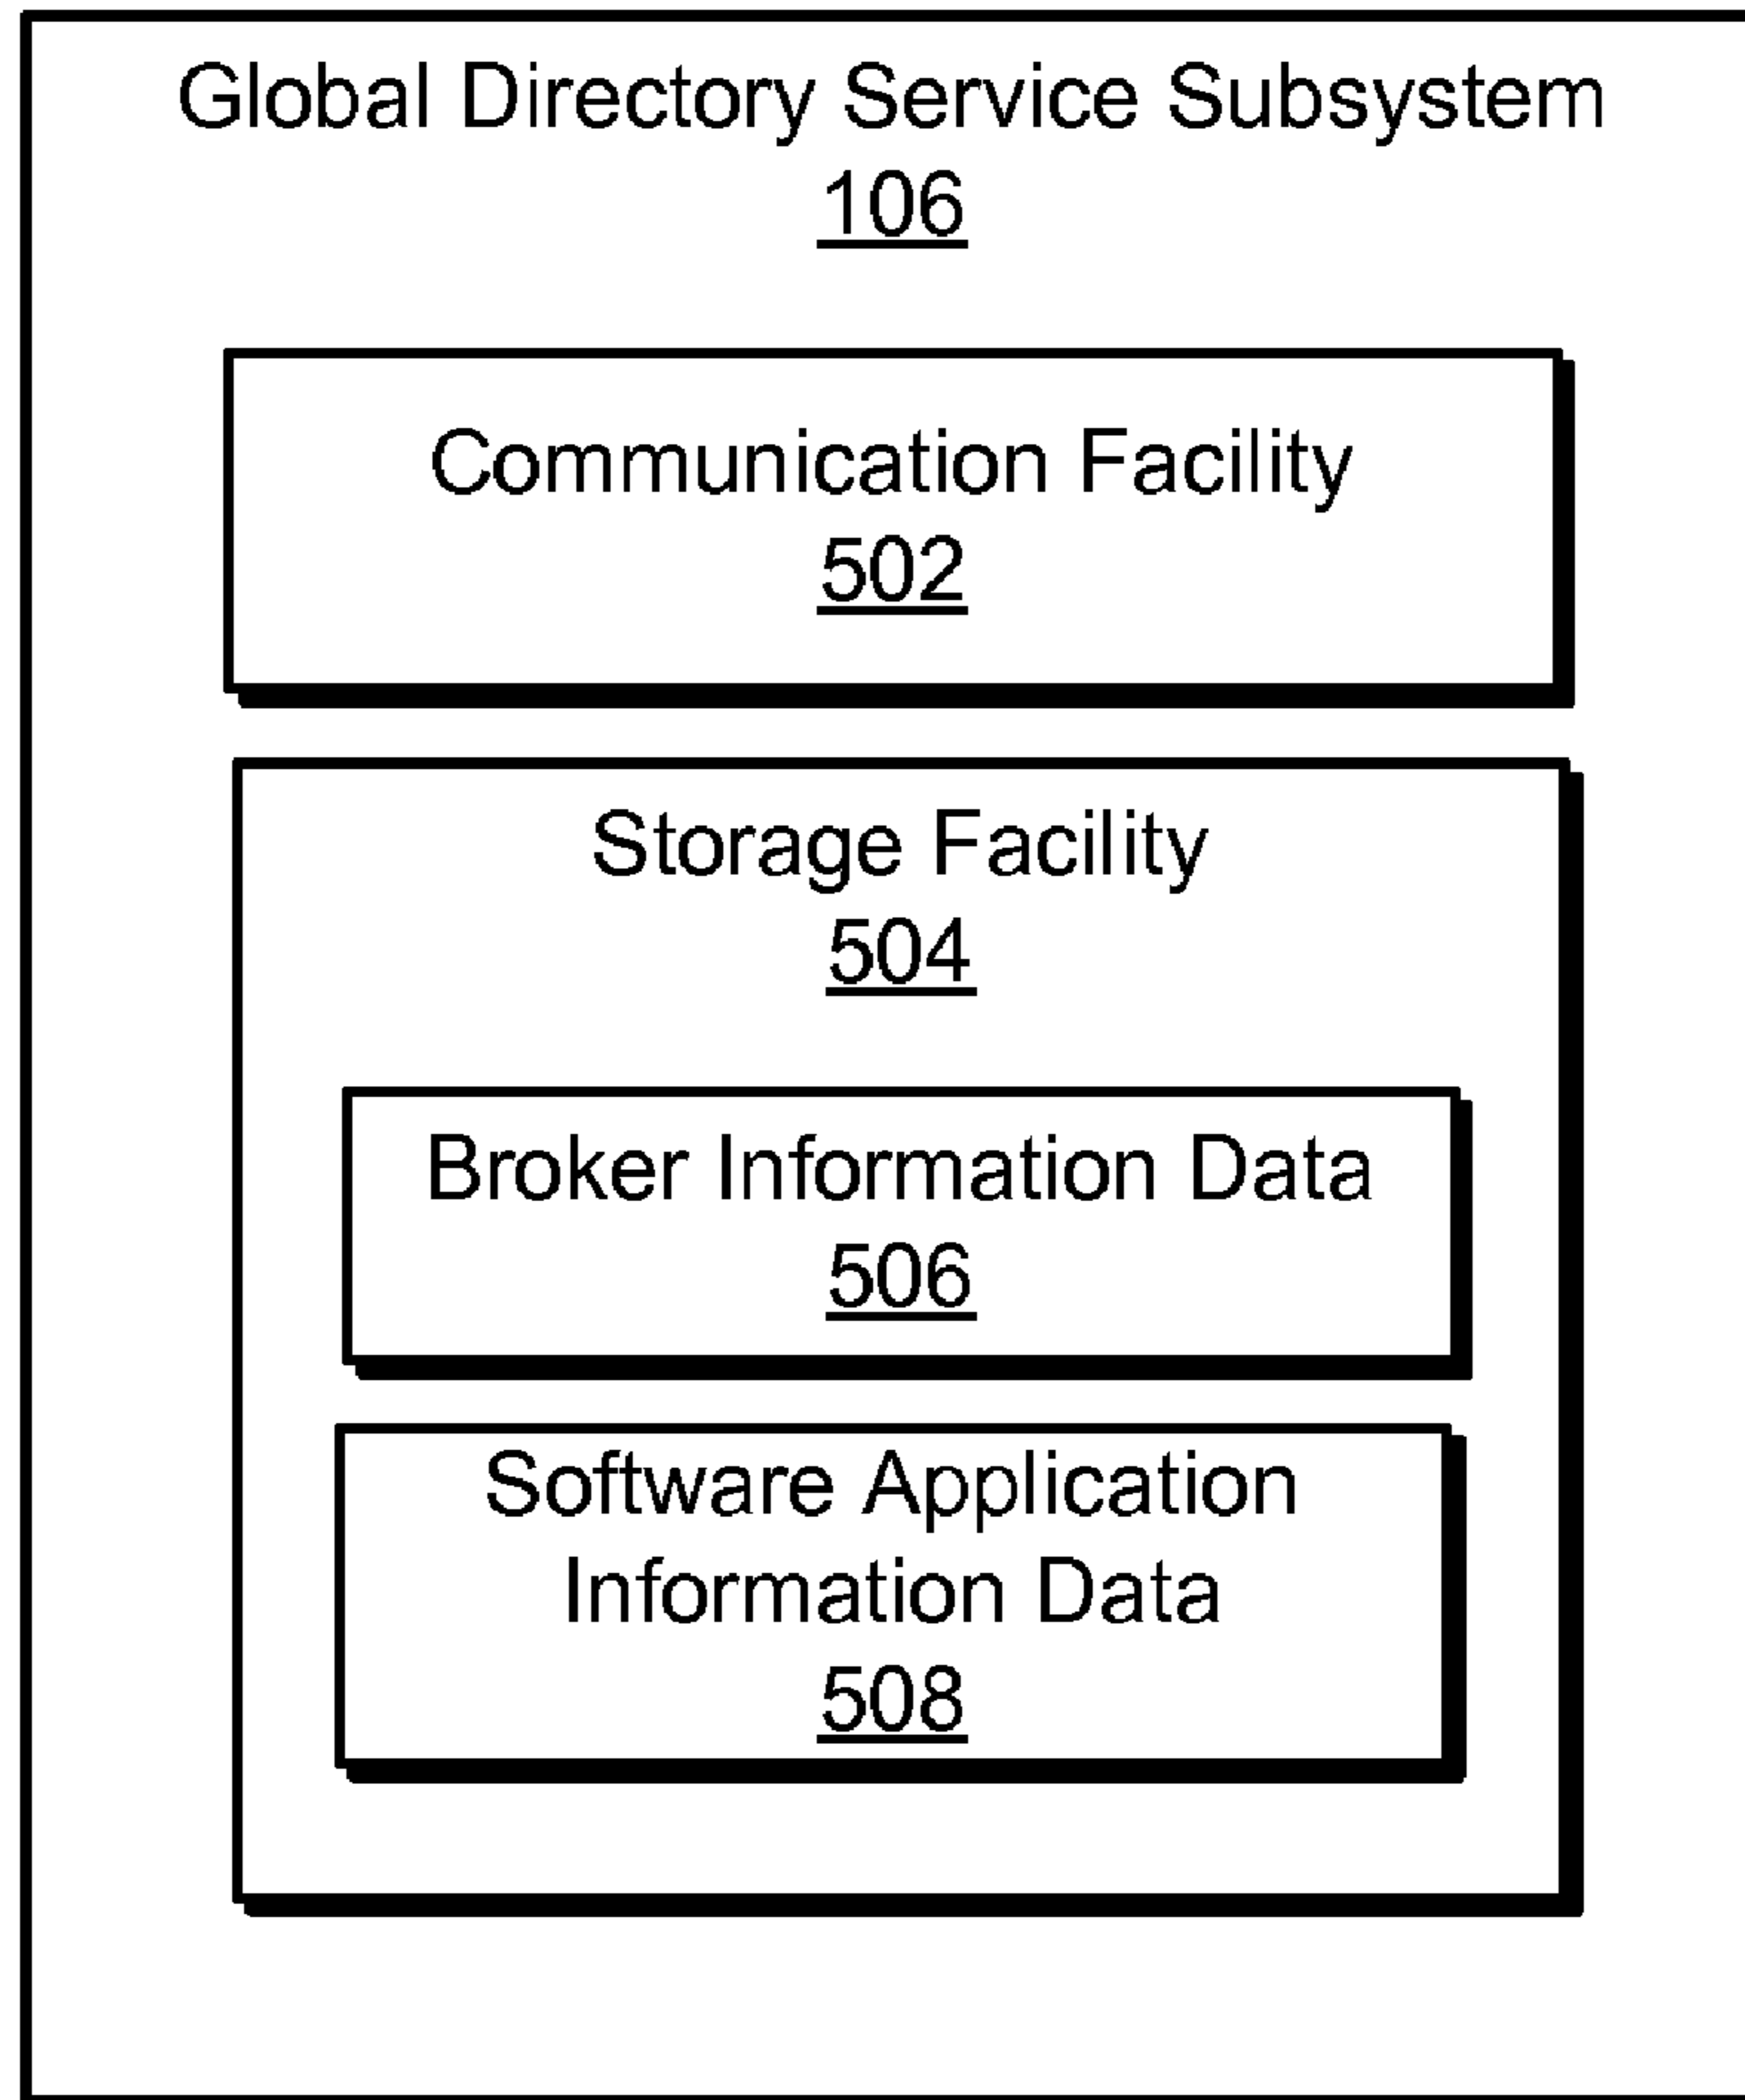 Global Directory Service Subsystem
106
Communication Facility
502
Storage Facility
504
Broker Information Data
506
Software Application
Information Data
508